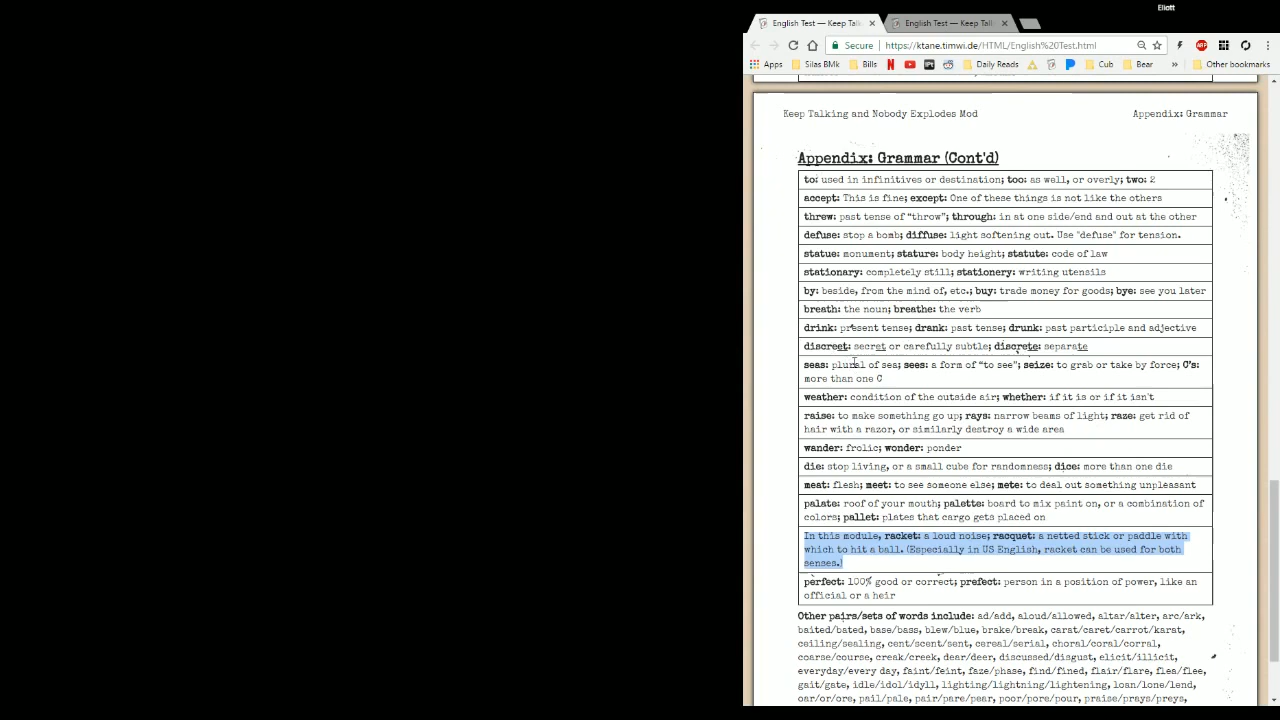 Eliott
English Test — Keep Talk
English Test — Keep Talk
Secure
https://ktane.timwi.de/HTML/English%20Test.html
ABP
Apps
Silas BMk
Bills
Daily Reads
Cub
Bear
»
Other bookmarks
Keep Talking and Nobody Explodes Mod
Appendix: Grammar
Appendix: Grammar (Cont'd)
to: used in infinitives or destination; too: as well, or overly; two: 2
accept: This is fine; except: One of these things is not like the others
threw: past tense of "throw"; through: in at one side/end and out at the other
defuse: stop a bomb; diffuse: light softening out. Use "defuse" for tension.
statue: monument; stature: body height; statute: code of law
stationary: completely still; stationery: writing utensils
by: beside, from the mind of, etc.; buy: trade money for goods; bye: see you later
breath: the noun; breathe: the verb
drink: present tense; drank: past tense; drunk: past participle and adjective
discreet: secret or carefully subtle; discrete: separate
seas: plural of sea; sees: a form of "to see"; seize: to grab or take by force; C's:
more than one C
weather: condition of the outside air; whether: if it is or if it isn't
raise: to make something go up; rays: narrow beams of light; raze: get rid of
hair with a razor, or similarly destroy a wide area
wander: frolic; wonder: ponder
die: stop living, or a small cube for randomness; dice: more than one die
meat: flesh; meet: to see someone else; mete: to deal out something unpleasant
palate: roof of your mouth; palette: board to mix paint on, or a combination of
colors; pallet: plates that cargo gets placed on
In this module, racket: a loud noise; racquet: a netted stick or paddle with
which to hit a ball. (Especially in US English, racket can be used for both
senses.)
perfect: 100% good or correct; prefect: person in a position of power, like an
official or a heir
Other pairs/sets of words include: ad/add, aloud/allowed, altar/alter, arc/ark,
baited/bated, base/bass, blew/blue, brake/break, carat/caret/carrot/karat,
ceiling/sealing, cent/scent/sent, cereal/serial, choral/coral/corral,
coarse/course, creak/creek, dear/deer, discussed/disgust, elicit/illicit,
everyday/every day, faint/feint, faze/phase, find/fined, flair/flare, flea/flee,
gait/gate, idle/idol/idyll, lighting/lightning/lightening, loan/lone/lend,
oar/or/ore, pail/pale, pair/pare/pear, poor/pore/pour, praise/prays/preys,